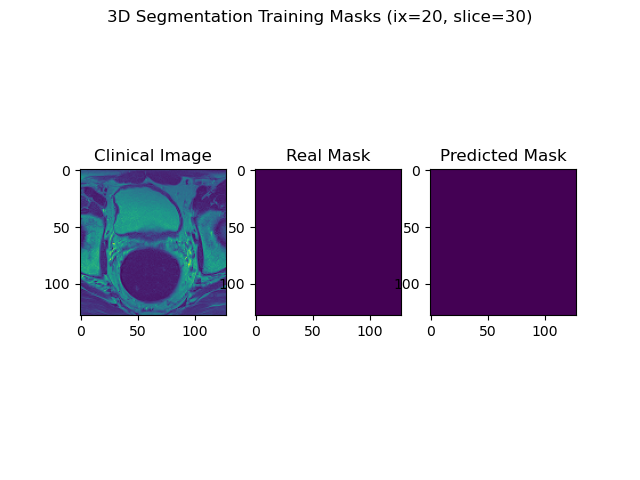 3D Segmentation Training Masks (ix=20, slice=30)
Clinical Image Real Mask Predicted Mask
0 0 0
50 50 50
100 100 100
0 50 100 0 50 100 0 50 100